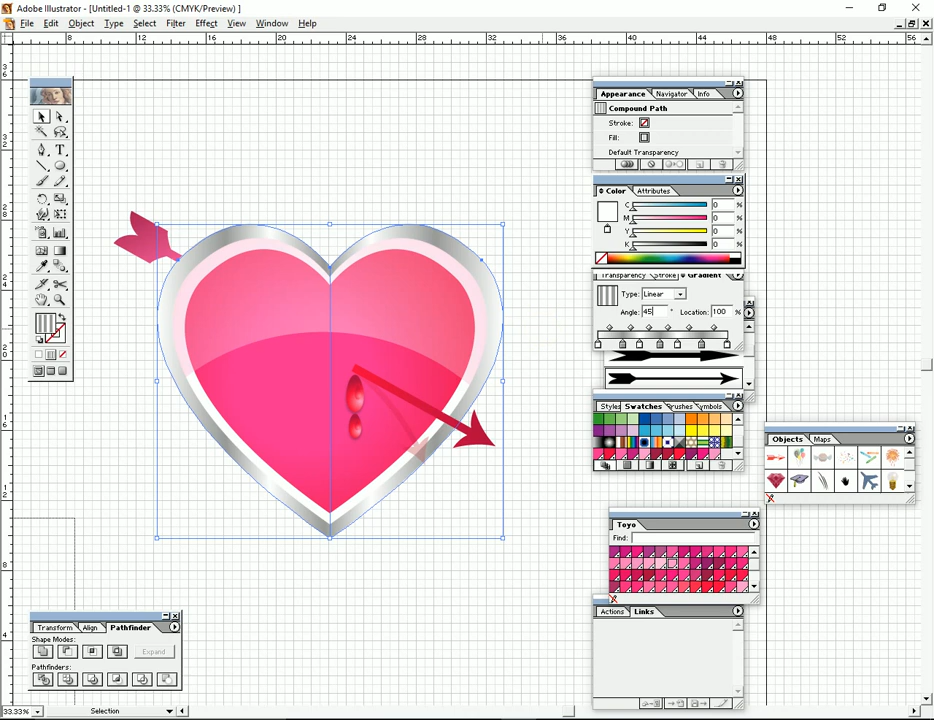 Adobe Illustrator - [Untitled-1 @ 33.33% (CMYK/Preview) ]
File Edit Object Type Select Filter Effect View Window Help
8 12 16 20 24 28 32 36 40 44 48 52 56
Appearance Navigator Info
Compound Path
Stroke:
Fill:
Default Transparency
Color Attributes
C 0 %
M 0 %
Y 0 %
K 0 %
Transparency Stroke Gradient
Type: Linear
Angle: 45 ° Location: 100 %
Styles Swatches Brushes Symbols
Objects Maps
Toyo
Find:
Actions Links
Transform Align Pathfinder
Shape Modes:
Expand
Pathfinders:
33.33% Selection